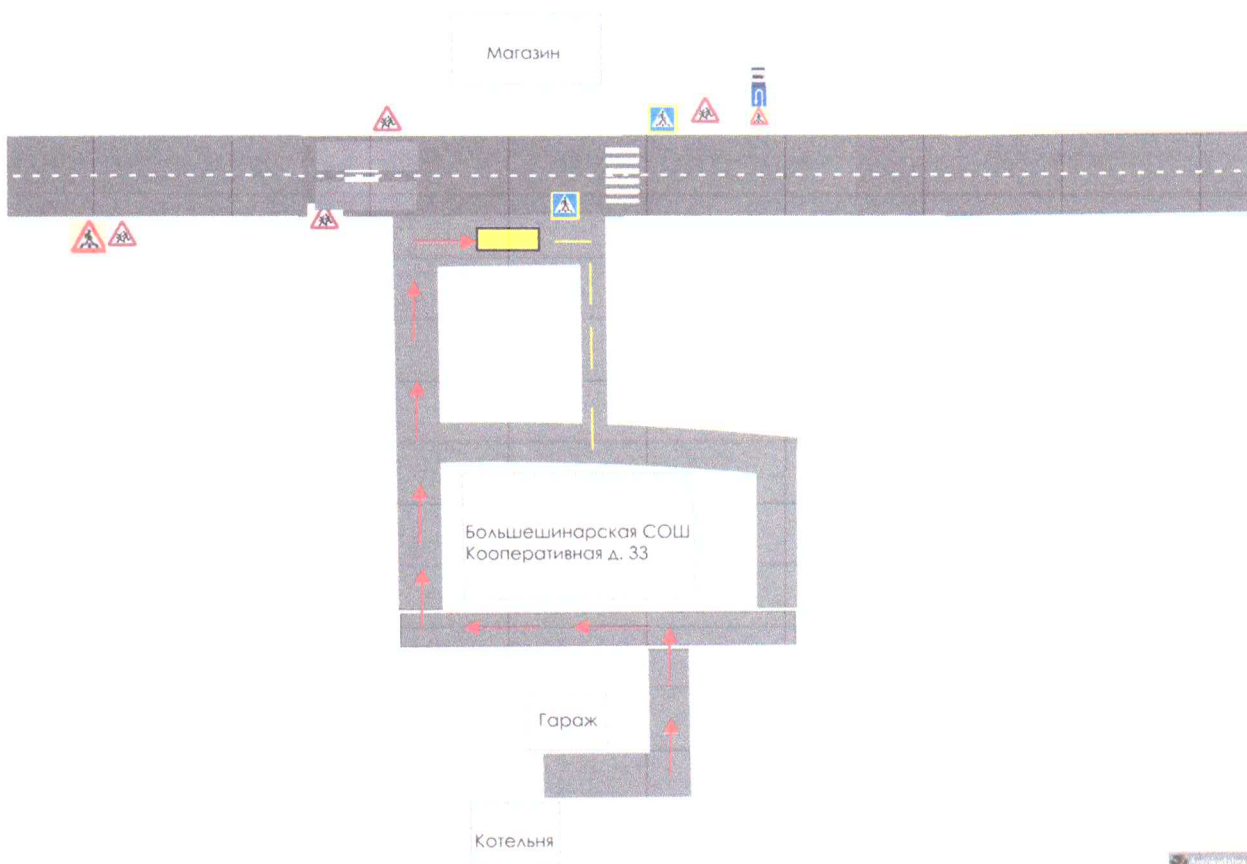 Магазин
Большешинарская СОШ
Кооперативная д. 33
Гараж
Котельня